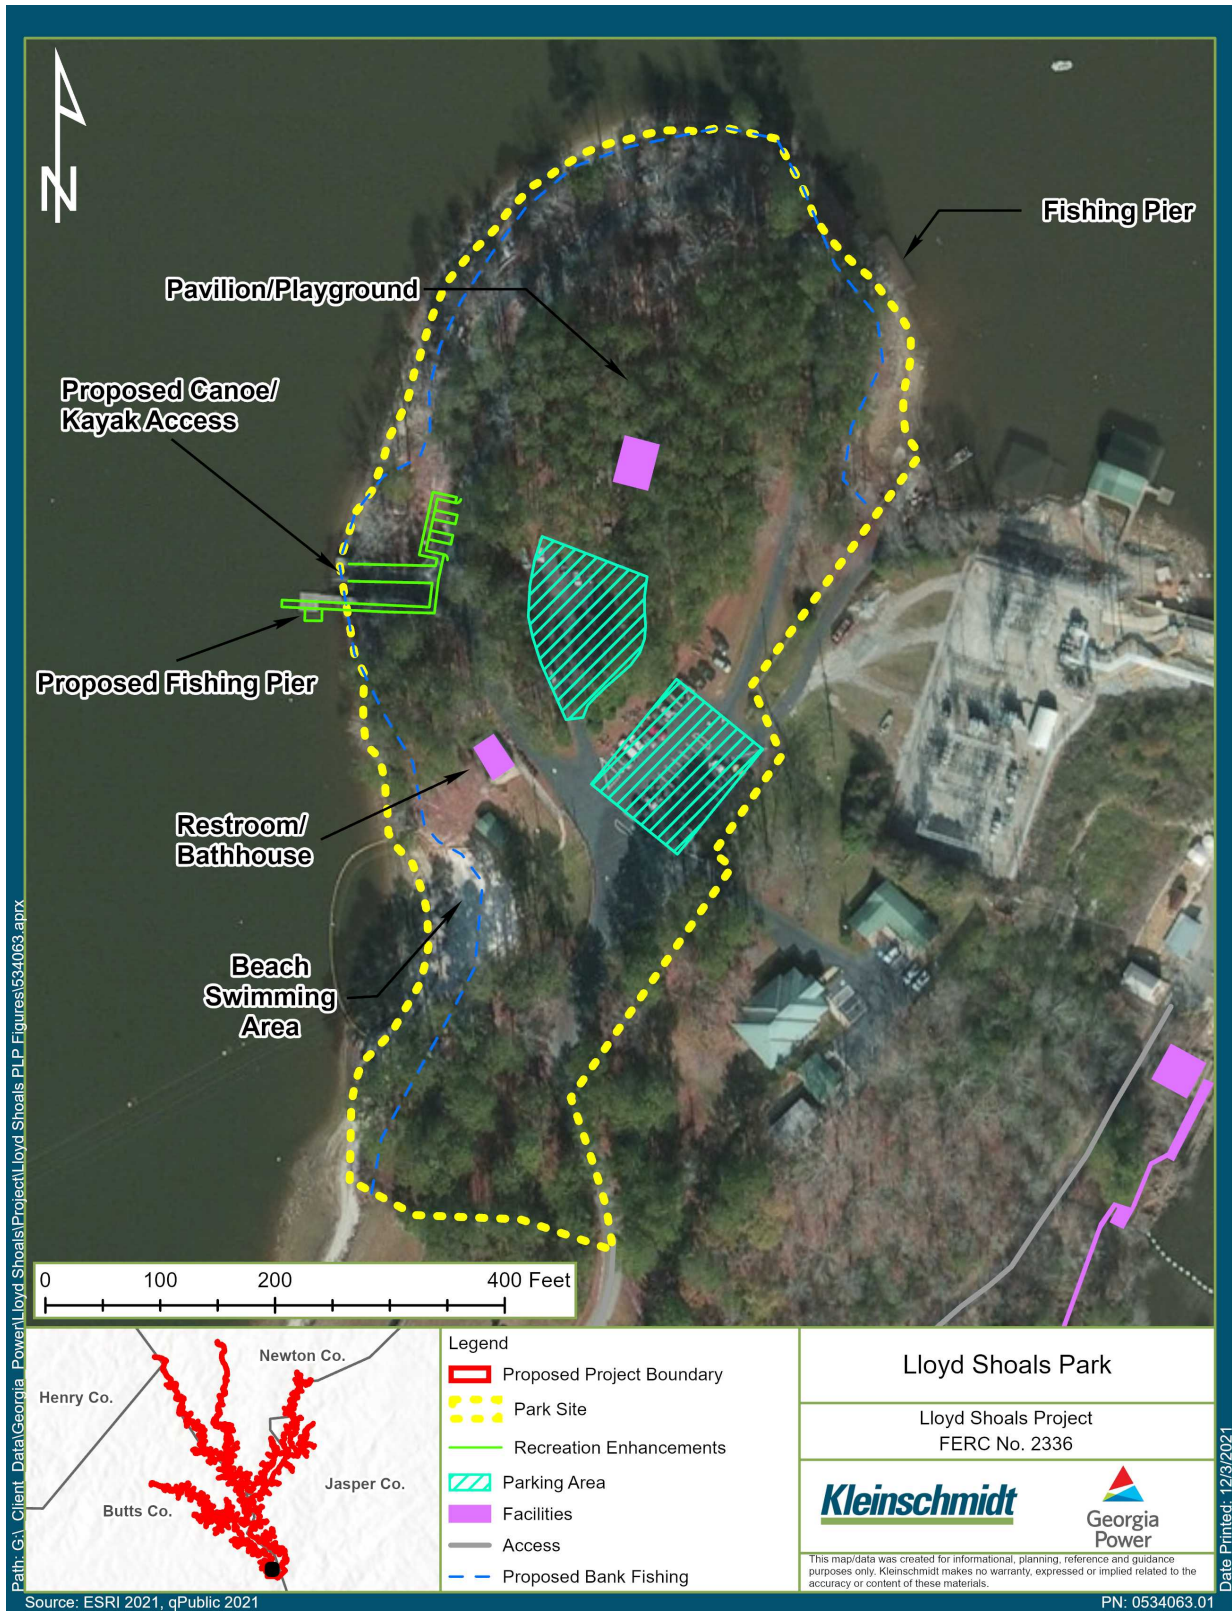 N
Fishing Pier
Pavilion/Playground
Proposed Canoe/
Kayak Access
Proposed Fishing Pier
Restroom/
Bathhouse
Beach
Swimming
Area
0 100 200 400 Feet
Newton Co.
Henry Co.
Jasper Co.
Butts Co.
Legend
Proposed Project Boundary
Park Site
Recreation Enhancements
Parking Area
Facilities
Access
Proposed Bank Fishing
Lloyd Shoals Park
Lloyd Shoals Project
FERC No. 2336
Kleinschmidt
Georgia
Power
This map/data was created for informational, planning, reference and guidance
purposes only. Kleinschmidt makes no warranty, expressed or implied related to the
accuracy or content of these materials.
Path: G:\_Client_Data\Georgia_Power\Lloyd Shoals\Project\Lloyd Shoals PLP Figures\534063.aprx
Date Printed: 12/3/2021
Source: ESRI 2021, qPublic 2021
PN: 0534063.01